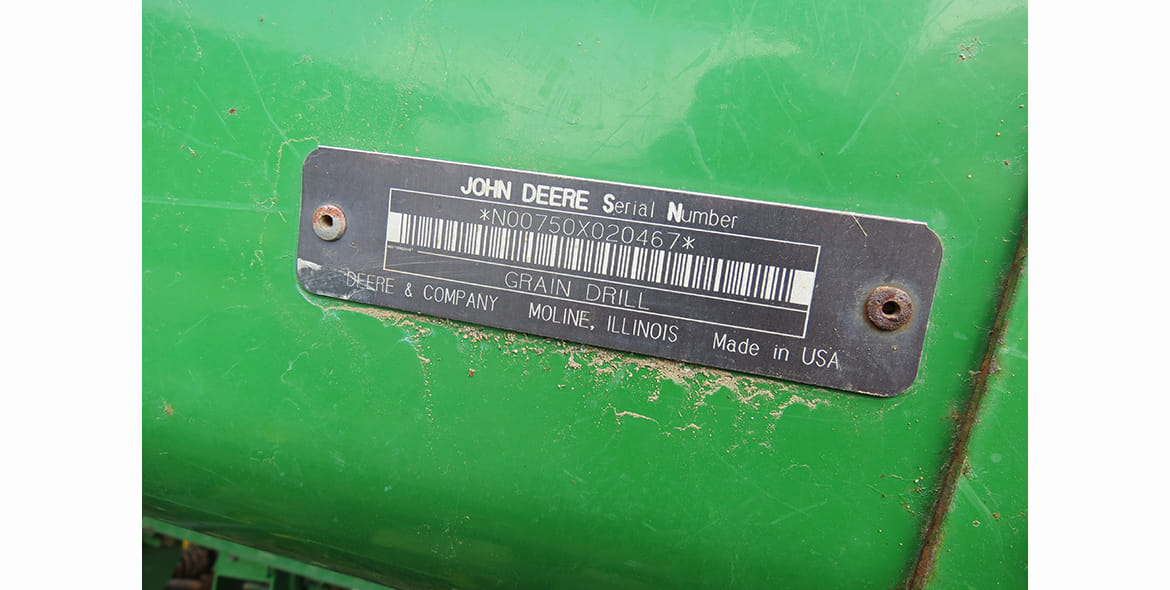 JOHN DEERE Serial Number
*N00750X020467*
GRAIN DRILL
DEERE & COMPANY MOLINE, ILLINOIS Made in USA